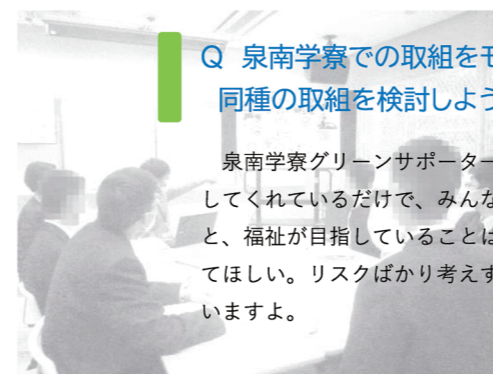 Q 泉南学寮での取組をモ
同種の取組を検討しよう
泉南学寮グリーンサポーター
してくれているだけで、みんな
と、福祉が目指していることは
てほしい。リスクばかり考えず
いますよ。